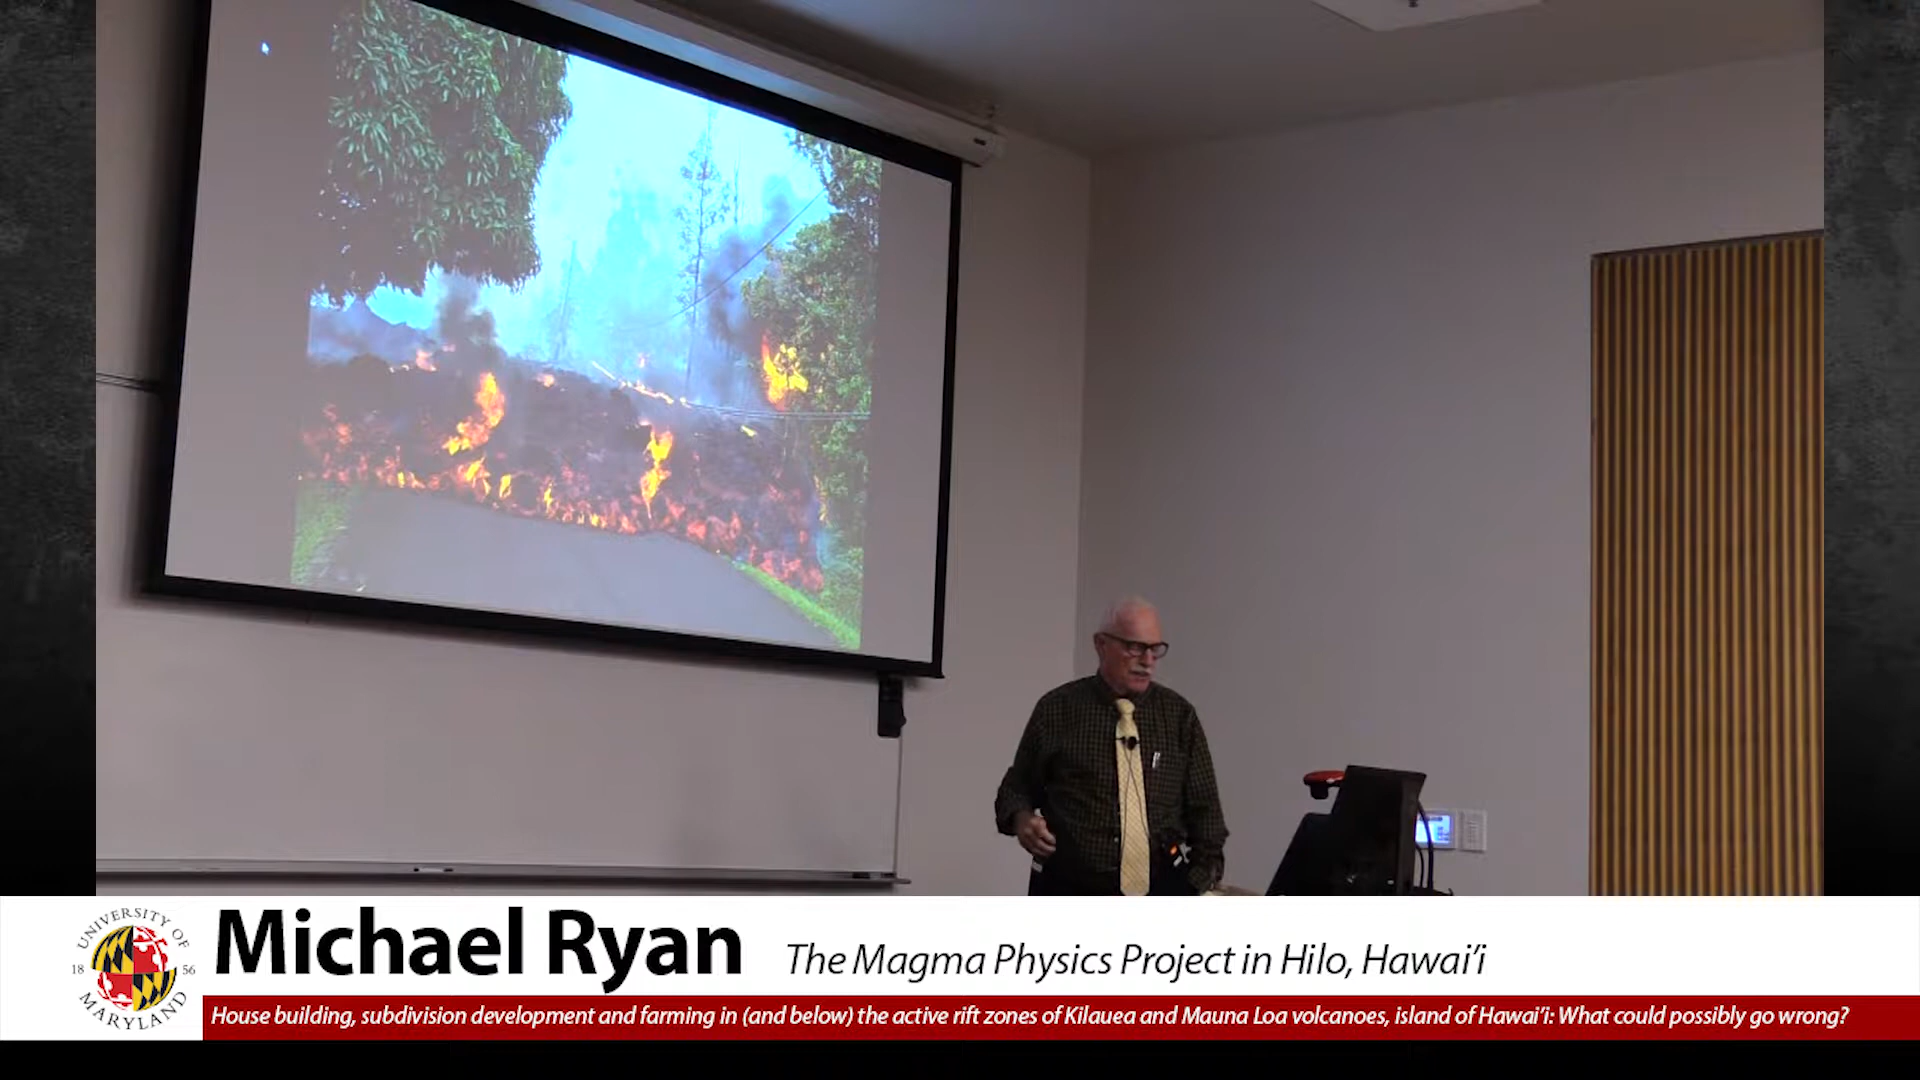 UNIVERSITY OF
18 56
MARYLAND
Michael Ryan
The Magma Physics Project in Hilo, Hawai‘i
House building, subdivision development and farming in (and below) the active rift zones of Kilauea and Mauna Loa volcanoes, island of Hawai‘i: What could possibly go wrong?